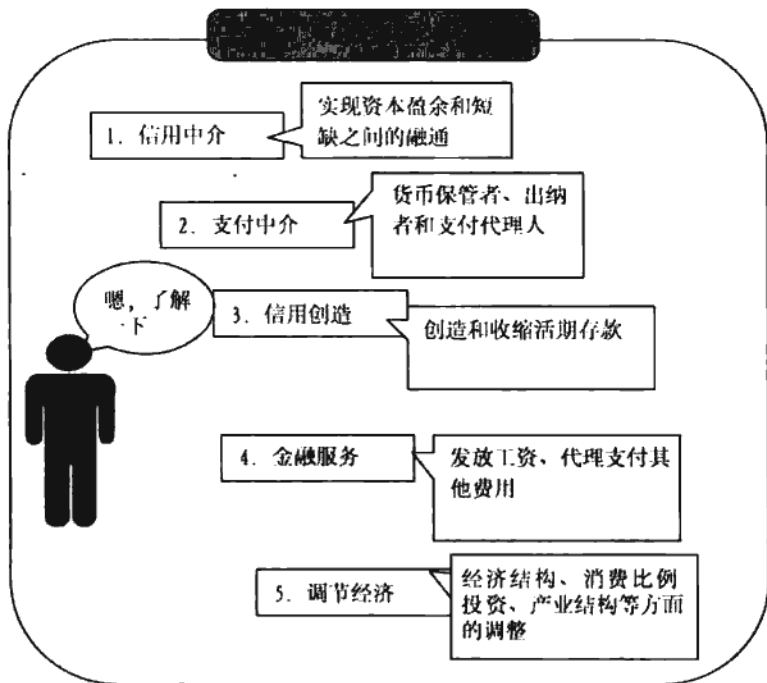 1. 信用中介
实现资本盈余和短
缺之间的融通
2. 支付中介
货币保管者、出纳
者和支付代理人
嗯，了解
一下
3. 信用创造
创造和收缩活期存款
4. 金融服务
发放工资、代理支付其
他费用
5. 调节经济
经济结构、消费比例
投资、产业结构等方面
的调整